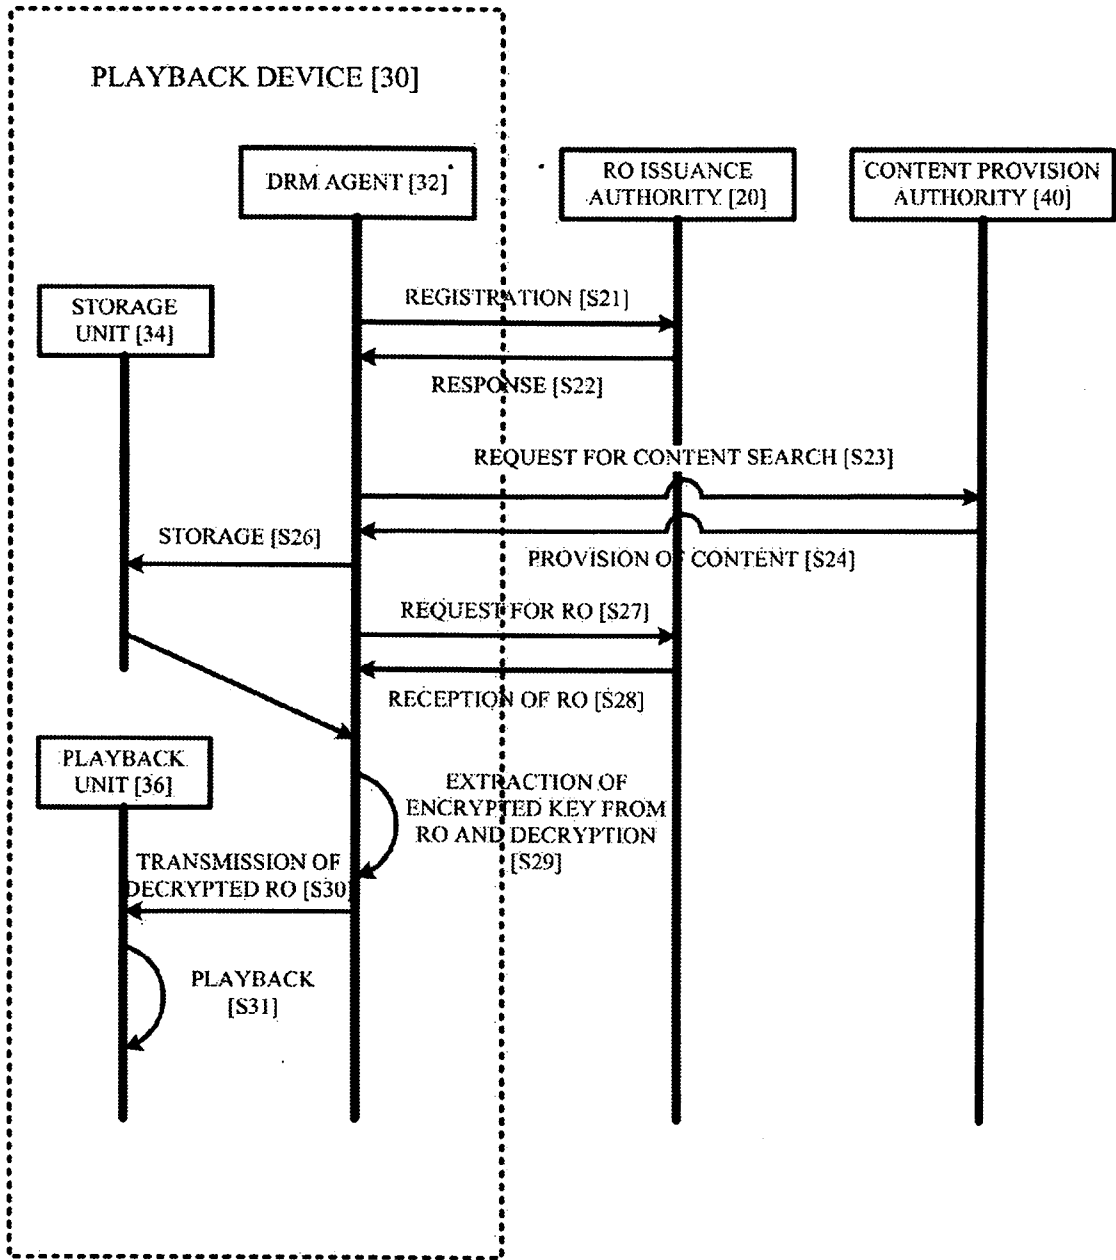 PLAYBACK DEVICE [30]
DRM AGENT [32]
RO ISSUANCE
AUTHORITY [20]
CONTENT PROVISION
AUTHORITY [40]
STORAGE
UNIT [34]
REGISTRATION [S21]
RESPONSE [S22]
REQUEST FOR CONTENT SEARCH [S23]
STORAGE [S26]
PROVISION OF CONTENT [S24]
REQUEST FOR RO [S27]
RECEPTION OF RO [S28]
PLAYBACK
UNIT [36]
EXTRACTION OF
ENCRYPTED KEY FROM
RO AND DECRYPTION
[S29]
TRANSMISSION OF
DECRYPTED RO [S30]
PLAYBACK
[S31]